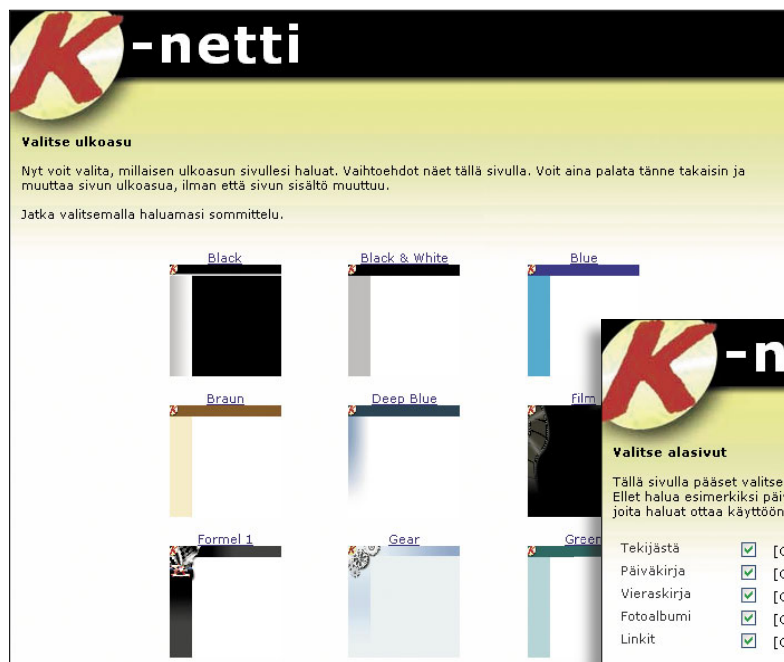 K-netti
Valitse ulkoasu
Nyt voit valita, millaisen ulkoasun sivullesi haluat. Vaihtoehdot näet tällä sivulla. Voit aina palata tänne takaisin ja
muuttaa sivun ulkoasua, ilman että sivun sisältö muuttuu.
Jatka valitsemalla haluamasi sommittelu.
Black
Black & White
Blue
Braun
Deep Blue
Film
Formel 1
Gear
Green
K-n
Valitse alasivut
Tällä sivulla pääset valitse
Ellet halua esimerkiksi päi
joita haluat ottaa käyttöön
Tekijästä
Päiväkirja
Vieraskirja
Fotoalbumi
Linkit